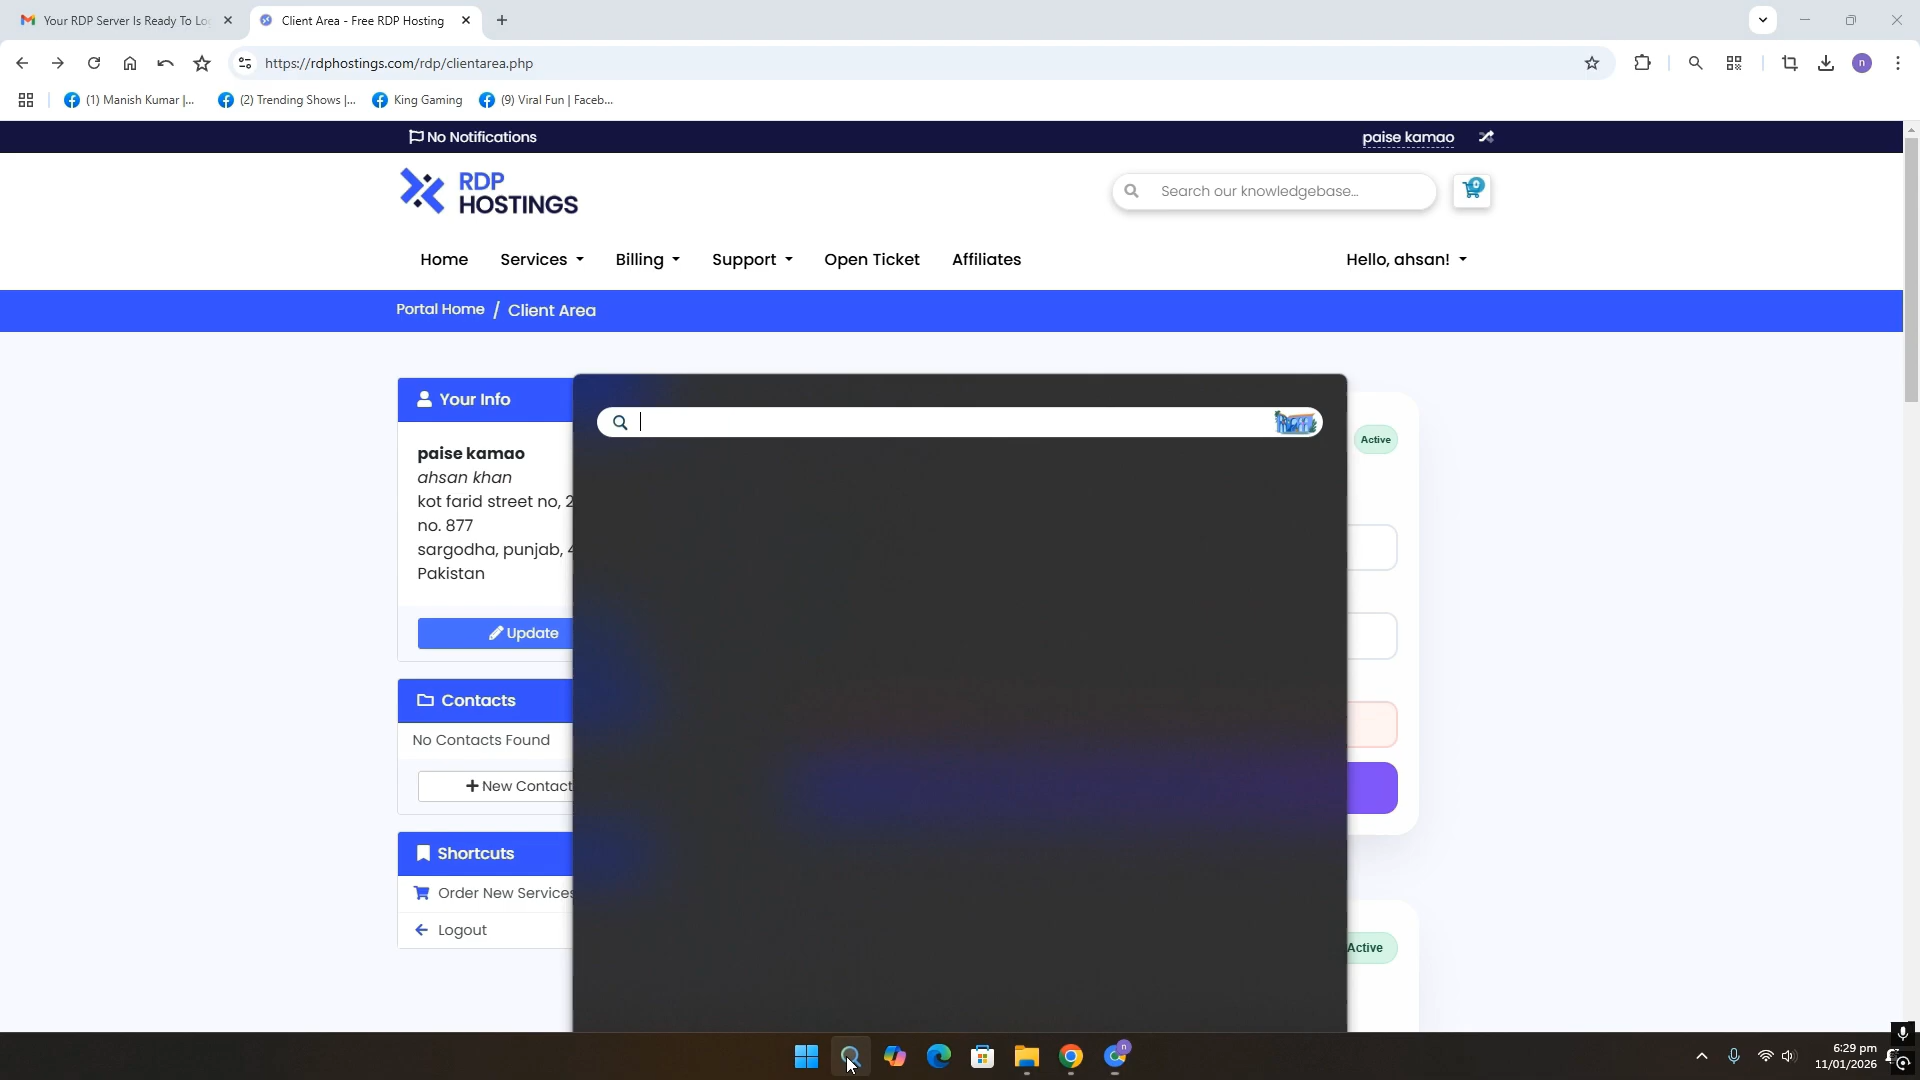 Your RDP Server Is Ready To Lo
Client Area - Free RDP Hosting
https://rdphostings.com/rdp/clientarea.php
n
(1) Manish Kumar |...
(2) Trending Shows |...
King Gaming
(9) Viral Fun | Faceb...
No Notifications
paise kamao
RDP
HOSTINGS
Search our knowledgebase...
0
Home
Services
Billing
Support
Open Ticket
Affiliates
Hello, ahsan!
Portal Home / Client Area
Your Info
Active
paise kamao
ahsan khan
kot farid street no, 2
no. 877
sargodha, punjab, 4
Pakistan
Update
Contacts
No Contacts Found
New Contact
Shortcuts
Order New Services
Active
Logout
n
6:29 pm
11/01/2026